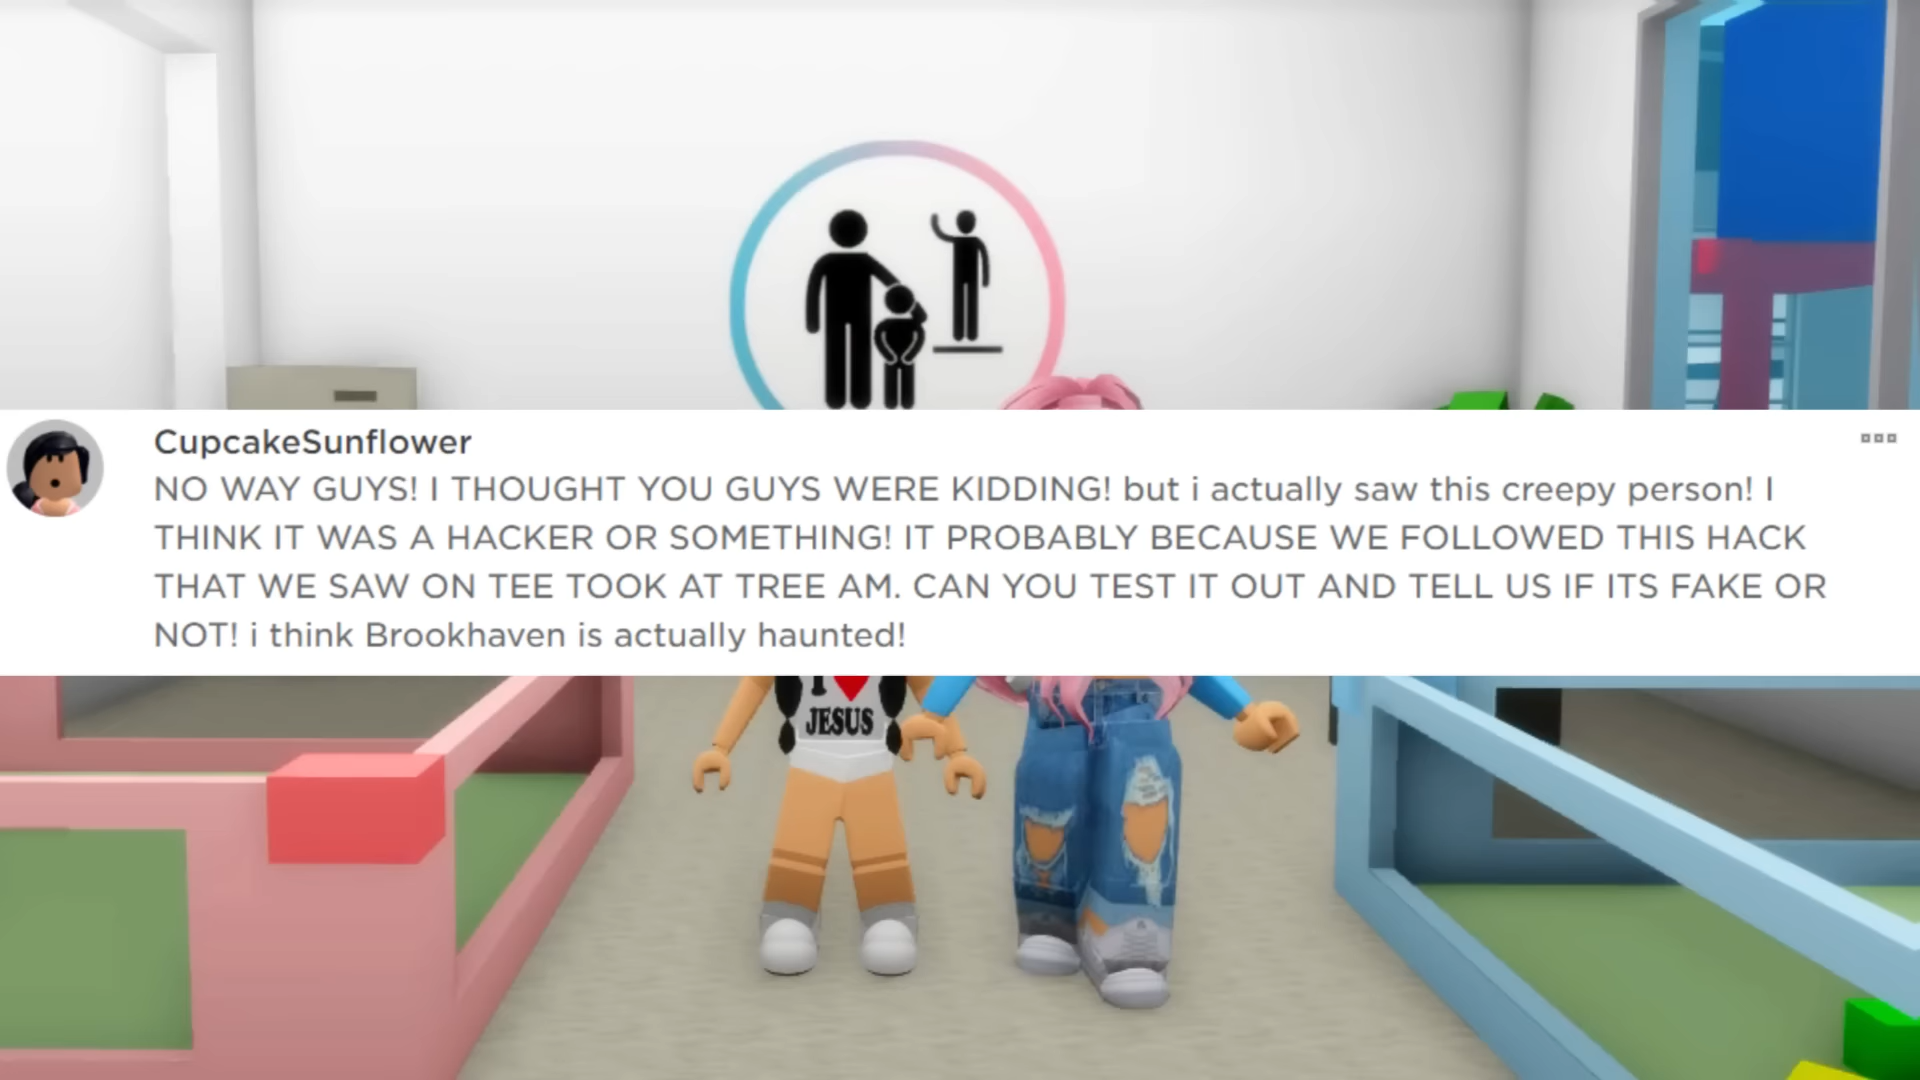 CupcakeSunflower
NO WAY GUYS! I THOUGHT YOU GUYS WERE KIDDING! but i actually saw this creepy person! I
THINK IT WAS A HACKER OR SOMETHING! IT PROBABLY BECAUSE WE FOLLOWED THIS HACK
THAT WE SAW ON TEE TOOK AT TREE AM. CAN YOU TEST IT OUT AND TELL US IF ITS FAKE OR
NOT! i think Brookhaven is actually haunted!
I ♥
JESUS